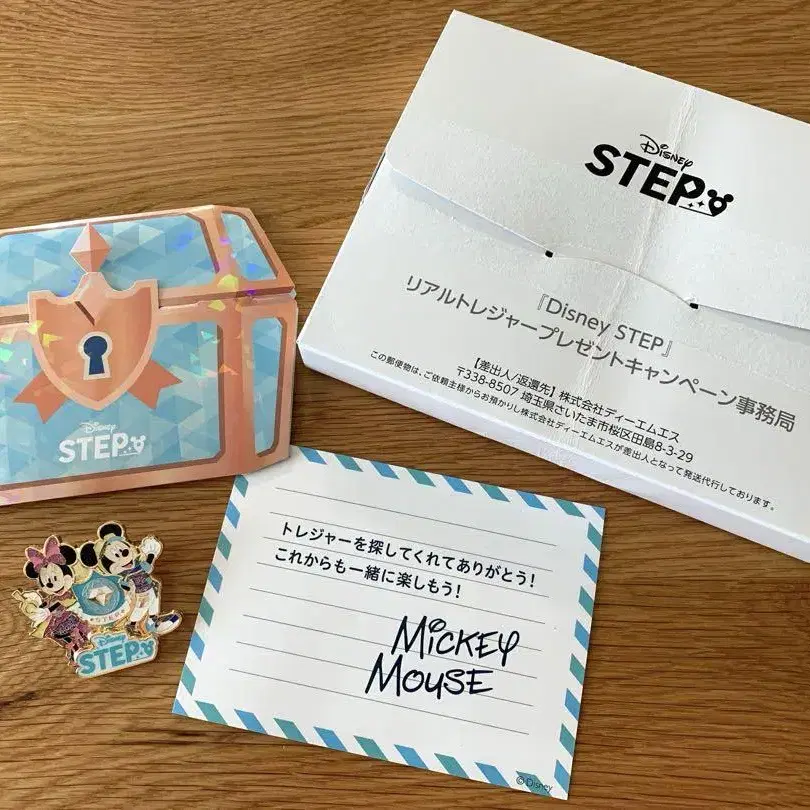 Disney
STEP
『Disney STEP』
リアルトレジャープレゼントキャンペーン事務局
【差出人/返還先】株式会社ディーエムエス
〒338-8507 埼玉県さいたま市桜区田島8-3-29
この郵便物は、ご依頼主様からお預かりし株式会社ディーエムエスが差出人となって発送代行しております。
Disney
STEP
トレジャーを探してくれてありがとう！
これからも一緒に楽しもう！
MICKEY
MOUSE
©Disney
Disney
STEP